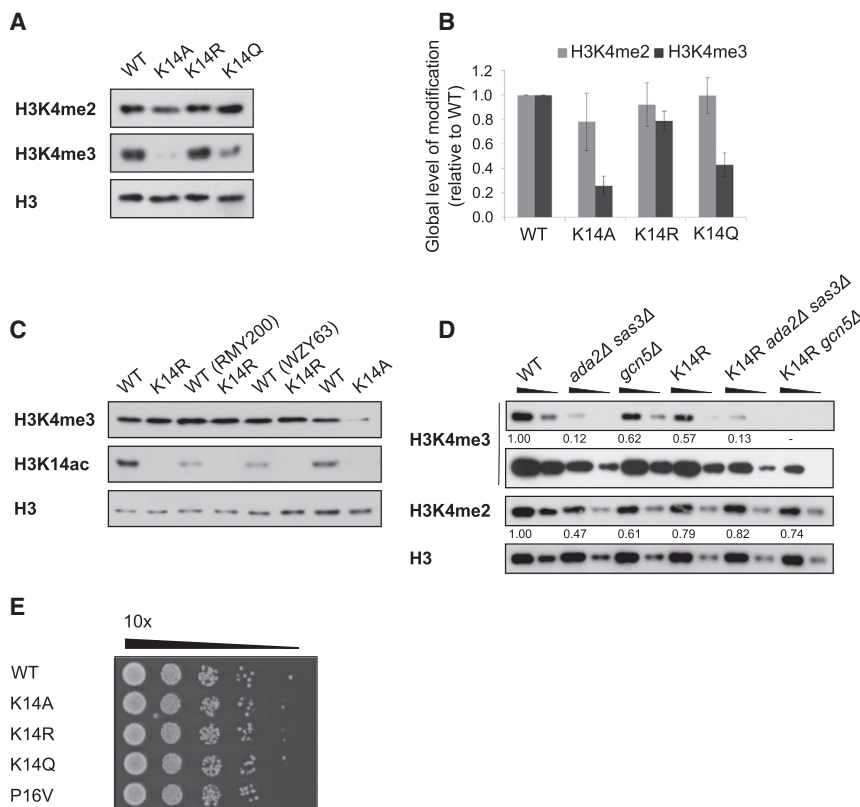 A
WT K14A K14R K14Q
H3K4me2
H3K4me3
H3
B
H3K4me2 H3K4me3
Global level of modification
(relative to WT)
1.2
1.0
0.8
0.6
0.4
0.2
0.0
WT K14A K14R K14Q
C
WT K14R WT (RMY200) K14R WT (WZY63) K14R WT K14A
H3K4me3
H3K14ac
H3
D
WT ada2Δ sas3Δ gcn5Δ K14R K14R ada2Δ sas3Δ K14R gcn5Δ
H3K4me3
1.00 0.12 0.62 0.57 0.13 -
H3K4me2
1.00 0.47 0.61 0.79 0.82 0.74
H3
E
10x
WT
K14A
K14R
K14Q
P16V